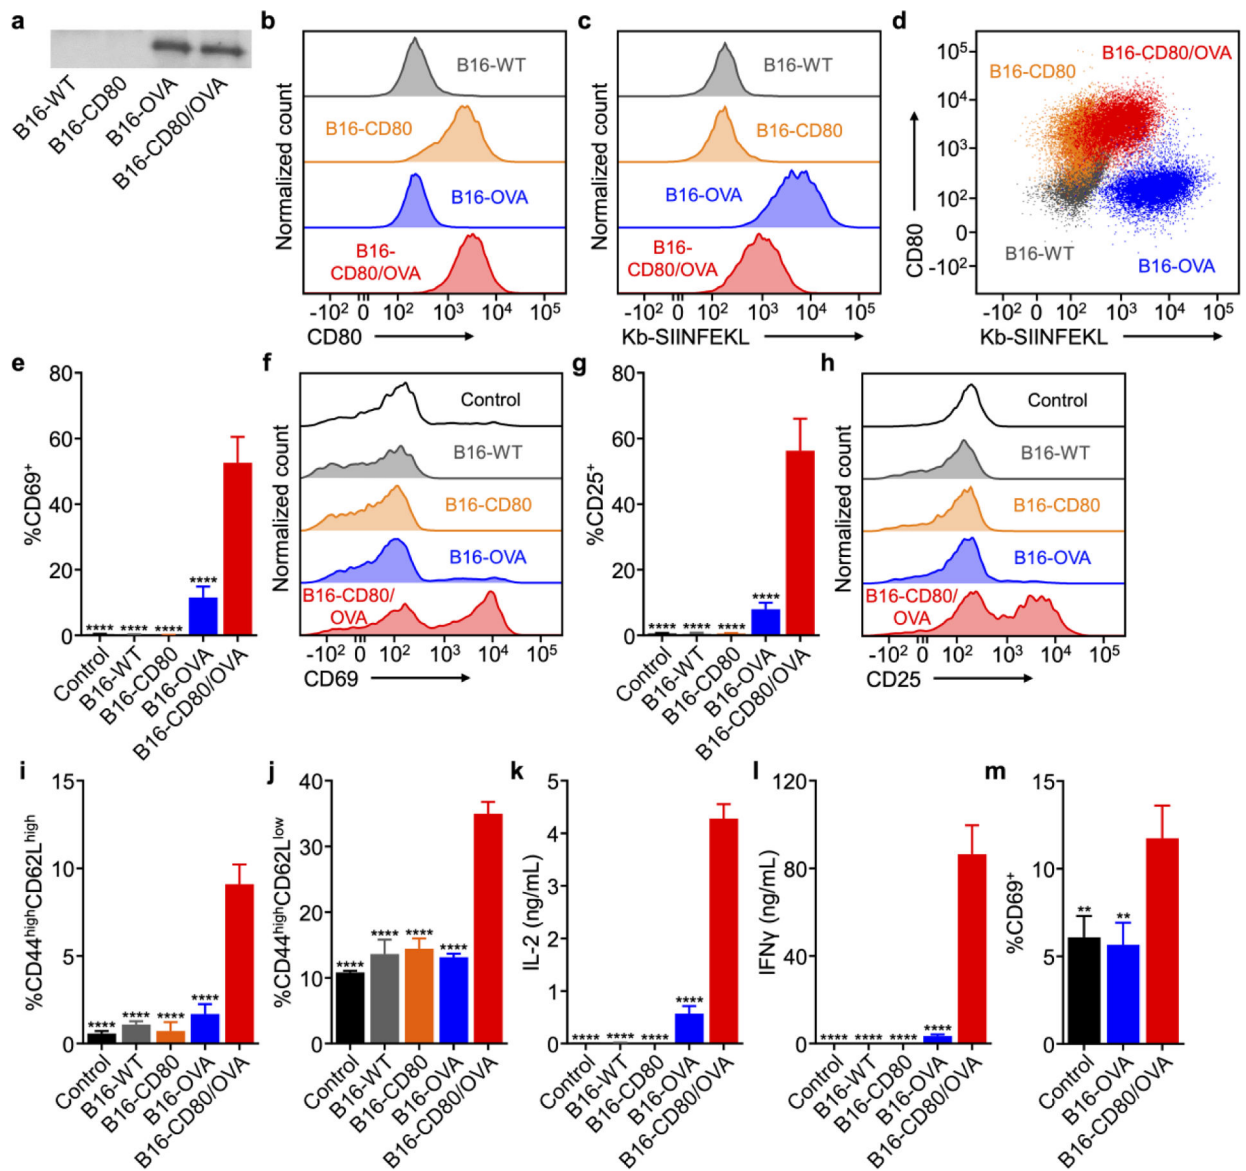 a
B16-WT
B16-CD80
B16-OVA
B16-CD80/OVA
b
Normalized count
B16-WT
B16-CD80
B16-OVA
B16-
CD80/OVA
-10² 0 10² 10³ 10⁴ 10⁵
CD80
c
Normalized count
B16-WT
B16-CD80
B16-OVA
B16-
CD80/OVA
-10² 0 10² 10³ 10⁴ 10⁵
Kb-SIINFEKL
d
CD80
10⁵
10⁴
10³
10²
0
-10²
B16-CD80/OVA
B16-CD80
B16-WT
B16-OVA
-10² 0 10² 10³ 10⁴ 10⁵
Kb-SIINFEKL
e
%CD69⁺
80
60
40
20
0
**** **** **** ****
Control
B16-WT
B16-CD80
B16-OVA
B16-CD80/OVA
f
Normalized count
Control
B16-WT
B16-CD80
B16-OVA
B16-CD80/
OVA
-10² 0 10² 10³ 10⁴ 10⁵
CD69
g
%CD25⁺
80
60
40
20
0
**** **** **** ****
Control
B16-WT
B16-CD80
B16-OVA
B16-CD80/OVA
h
Normalized count
Control
B16-WT
B16-CD80
B16-OVA
B16-CD80/
OVA
-10² 0 10² 10³ 10⁴ 10⁵
CD25
i
%CD44ʰⁱᵍʰCD62Lʰⁱᵍʰ
15
10
5
0
**** **** **** ****
Control
B16-WT
B16-CD80
B16-OVA
B16-CD80/OVA
j
%CD44ʰⁱᵍʰCD62Lˡᵒʷ
40
30
20
10
0
**** **** **** ****
Control
B16-WT
B16-CD80
B16-OVA
B16-CD80/OVA
k
IL-2 (ng/mL)
5
4
3
2
1
0
**** **** **** ****
Control
B16-WT
B16-CD80
B16-OVA
B16-CD80/OVA
l
IFNγ (ng/mL)
120
80
40
0
**** **** **** ****
Control
B16-WT
B16-CD80
B16-OVA
B16-CD80/OVA
m
%CD69⁺
15
10
5
0
** **
Control
B16-OVA
B16-CD80/OVA